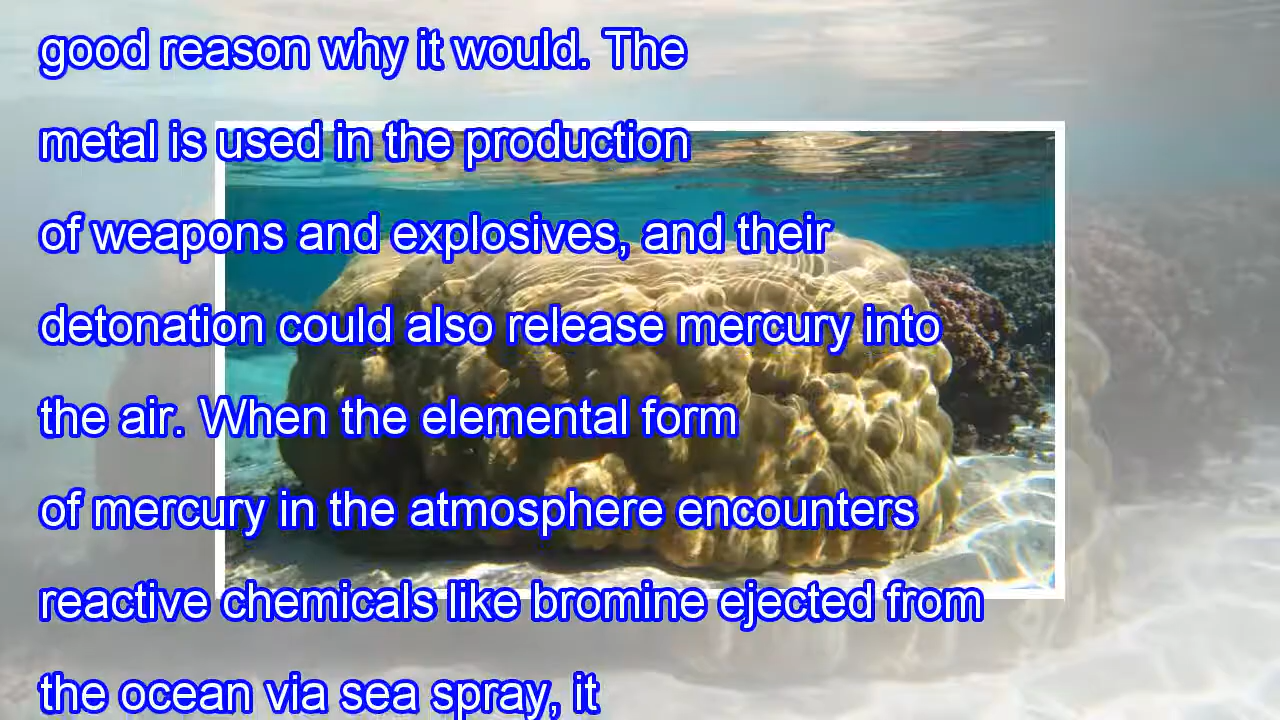 good reason why it would. The
metal is used in the production
of weapons and explosives, and their
detonation could also release mercury into
the air. When the elemental form
of mercury in the atmosphere encounters
reactive chemicals like bromine ejected from
the ocean via sea spray, it